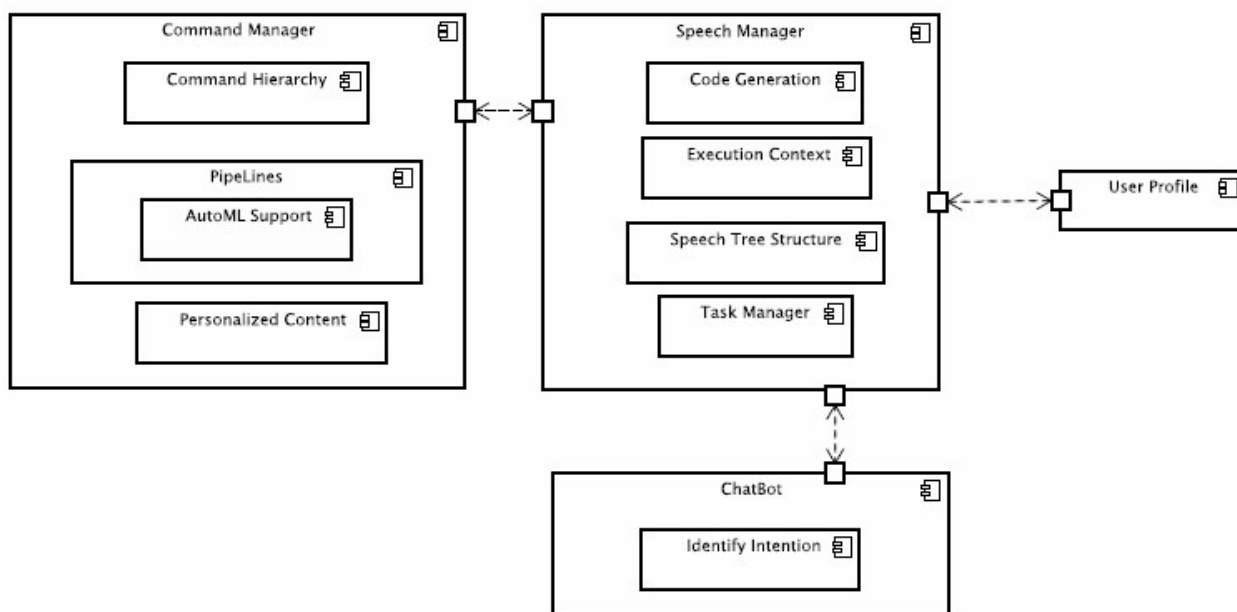 Command Manager
Command Hierarchy
PipeLines
AutoML Support
Personalized Content
Speech Manager
Code Generation
Execution Context
Speech Tree Structure
Task Manager
User Profile
ChatBot
Identify Intention